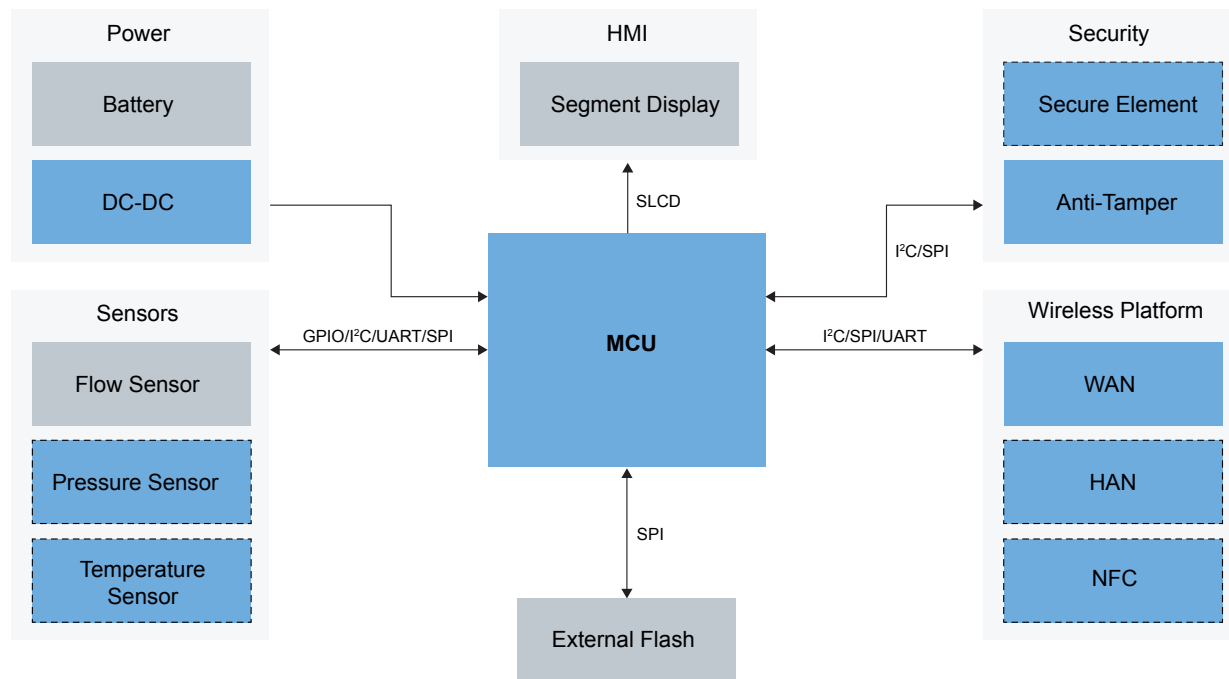 Power
Battery
DC-DC
HMI
Segment Display
SLCD
Security
Secure Element
Anti-Tamper
I²C/SPI
Sensors
Flow Sensor
Pressure Sensor
Temperature
Sensor
GPIO/I²C/UART/SPI
MCU
I²C/SPI/UART
Wireless Platform
WAN
HAN
NFC
SPI
External Flash